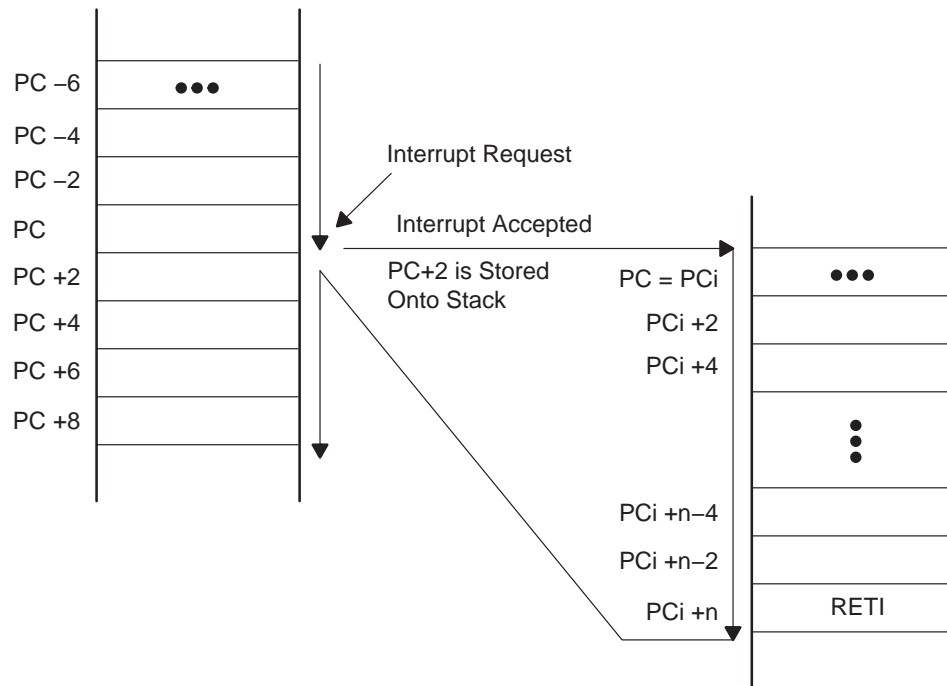 PC −6
PC −4
PC −2
PC
PC +2
PC +4
PC +6
PC +8
Interrupt Request
Interrupt Accepted
PC+2 is Stored
Onto Stack
PC = PCi
PCi +2
PCi +4
PCi +n−4
PCi +n−2
PCi +n
RETI